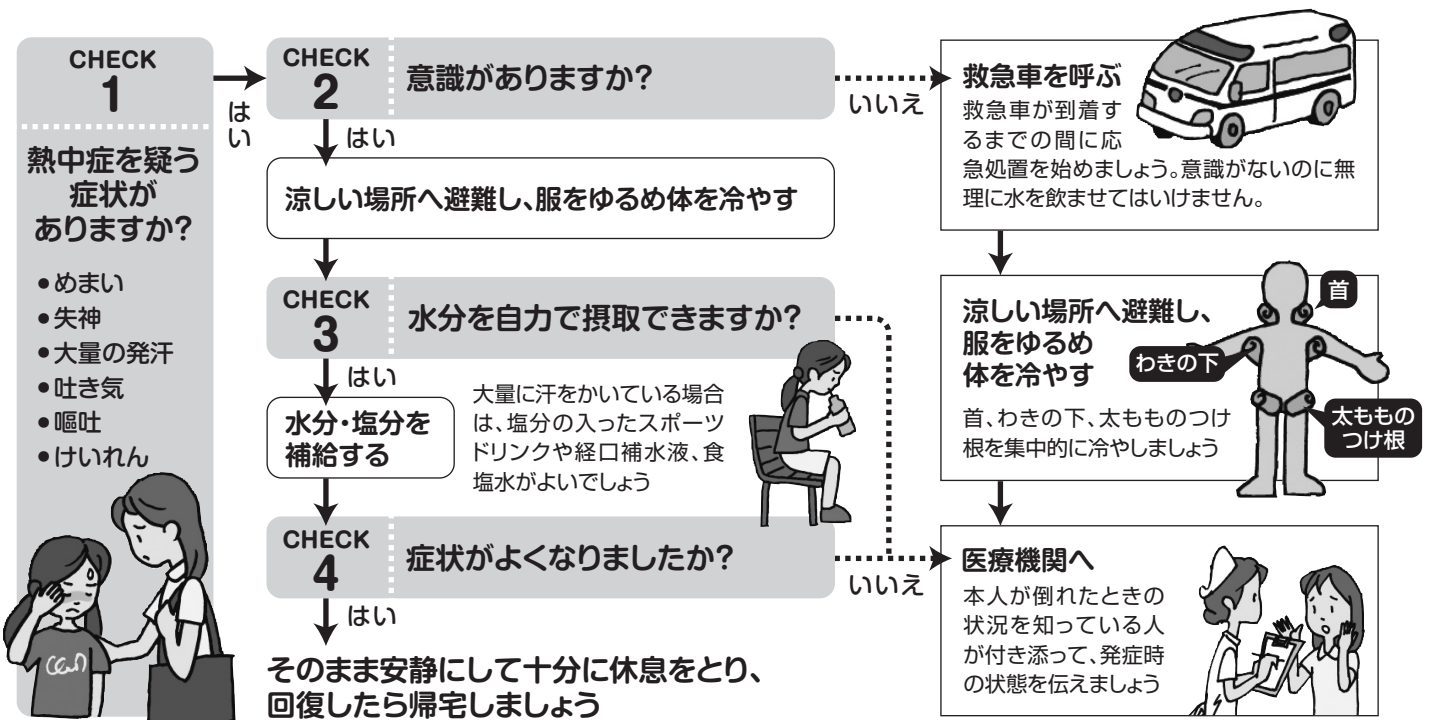 CHECK
1
熱中症を疑う
症状が
ありますか?
●めまい
●失神
●大量の発汗
●吐き気
●嘔吐
●けいれん
はい
CHECK
2
意識がありますか?
はい
いいえ
涼しい場所へ避難し、服をゆるめ体を冷やす
CHECK
3
水分を自力で摂取できますか?
はい
水分・塩分を
補給する
大量に汗をかいている場合
は、塩分の入ったスポーツ
ドリンクや経口補水液、食
塩水がよいでしょう
CHECK
4
症状がよくなりましたか?
はい
いいえ
そのまま安静にして十分に休息をとり、
回復したら帰宅しましょう
救急車を呼ぶ
救急車が到着す
るまでの間に応
急処置を始めましょう。意識がないのに無
理に水を飲ませてはいけません。
涼しい場所へ避難し、
服をゆるめ
体を冷やす
首、わきの下、太もものつけ
根を集中的に冷やしましょう
首
わきの下
太ももの
つけ根
医療機関へ
本人が倒れたときの
状況を知っている人
が付き添って、発症時
の状態を伝えましょう